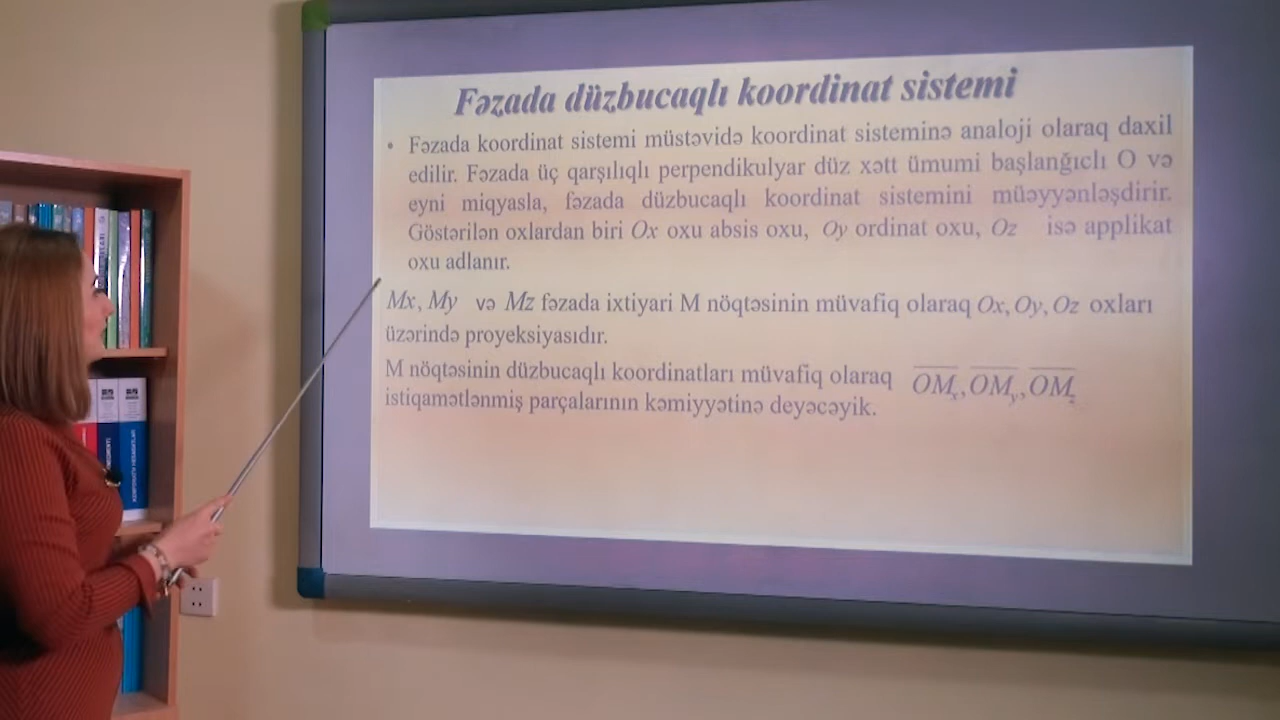 Fəzada düzbucaqlı koordinat sistemi
• Fəzada koordinat sistemi müstəvidə koordinat sisteminə analoji olaraq daxil
edilir. Fəzada üç qarşılıqlı perpendikulyar düz xətt ümumi başlanğıclı O və
eyni miqyasla, fəzada düzbucaqlı koordinat sistemini müəyyənləşdirir.
Göstərilən oxlardan biri Ox oxu absis oxu, Oy ordinat oxu, Oz isə applikat
oxu adlanır.
Mx, My və Mz fəzada ixtiyari M nöqtəsinin müvafiq olaraq Ox, Oy, Oz oxları
üzərində proyeksiyasıdır.
M nöqtəsinin düzbucaqlı koordinatları müvafiq olaraq OMₓ, OMᵧ, OM_z
istiqamətlənmiş parçalarının kəmiyyətinə deyəcəyik.